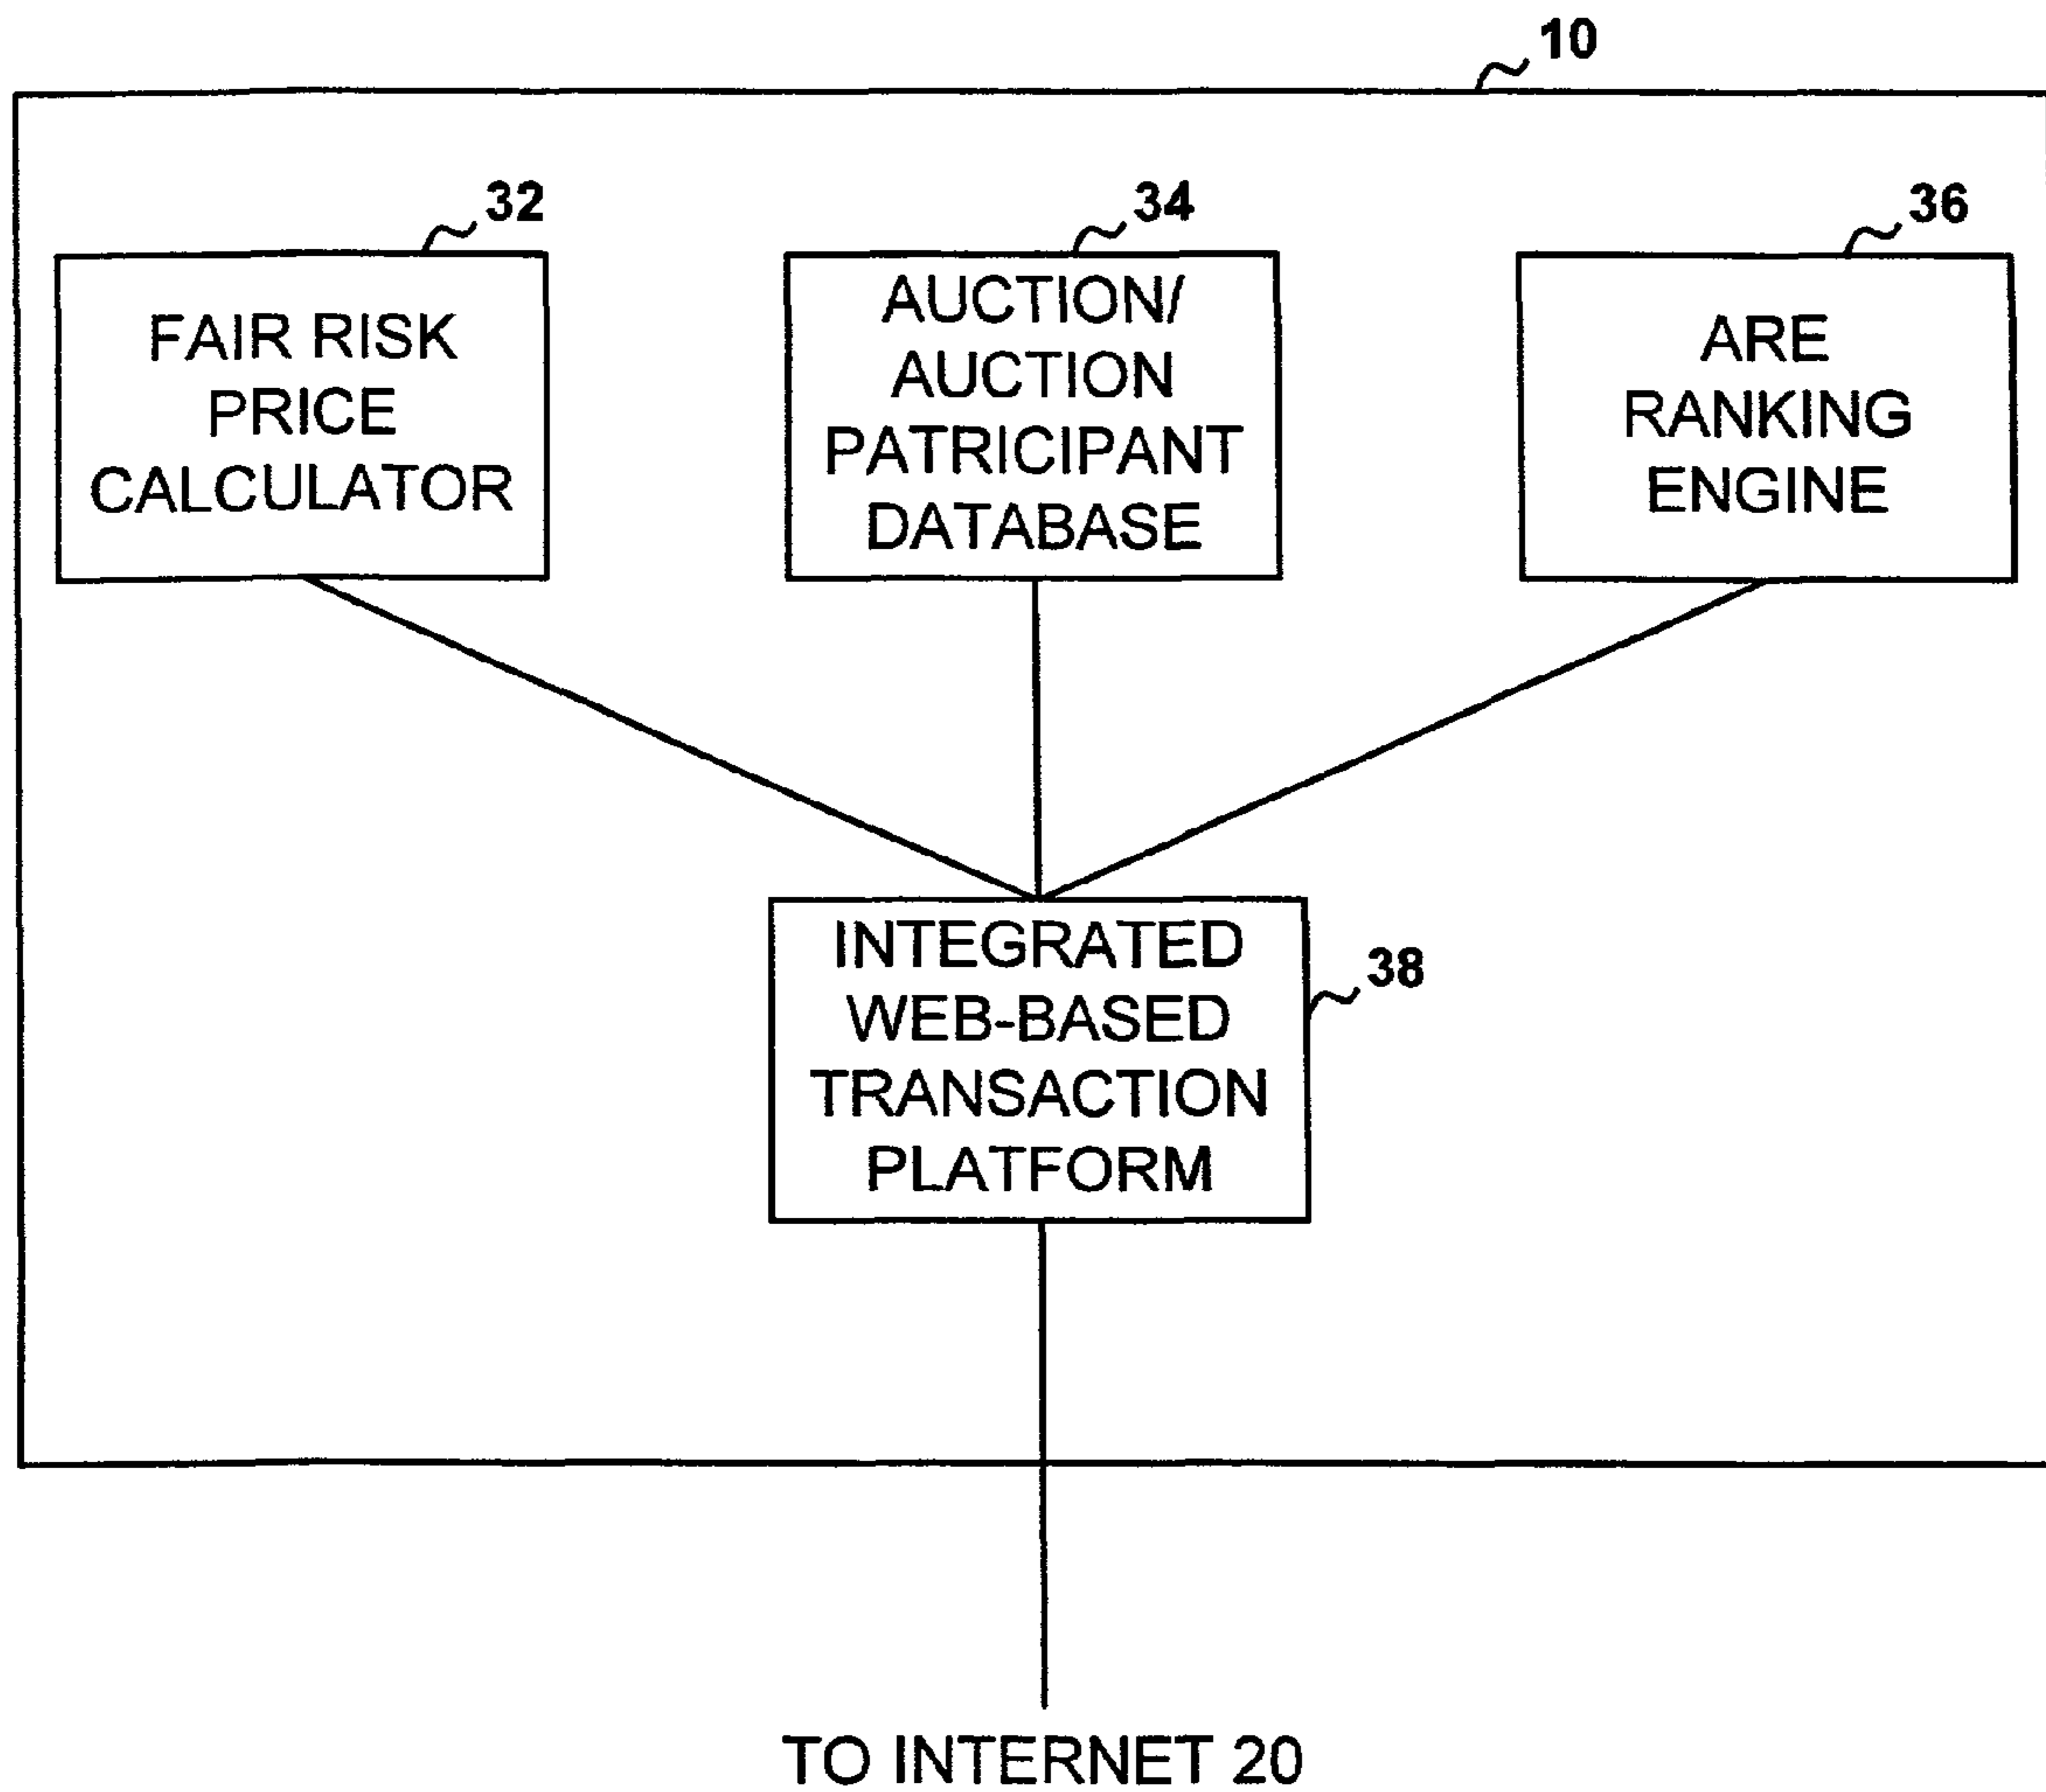 10
32
34
36
FAIR RISK
PRICE
CALCULATOR
AUCTION/
AUCTION
PATRICIPANT
DATABASE
ARE
RANKING
ENGINE
INTEGRATED
WEB-BASED
TRANSACTION
PLATFORM
38
TO INTERNET 20